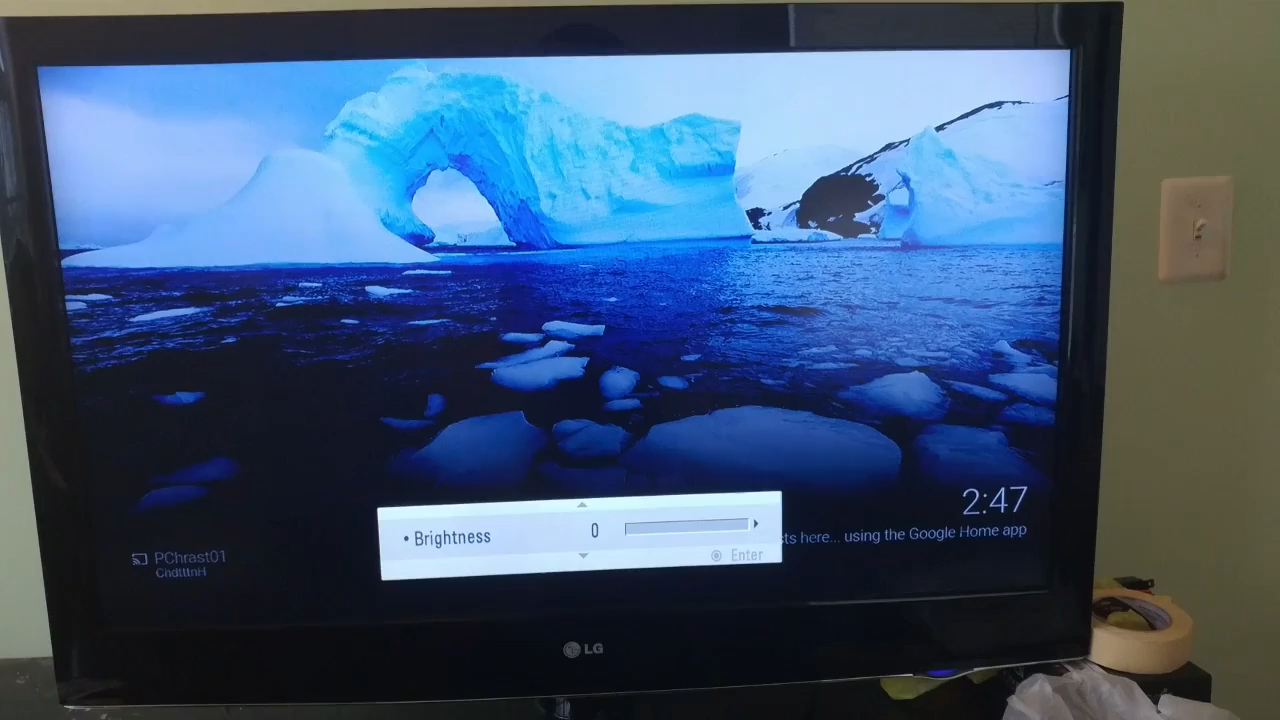 2:47
• Brightness 0
ts here... using the Google Home app
Enter
PChrast01
LG